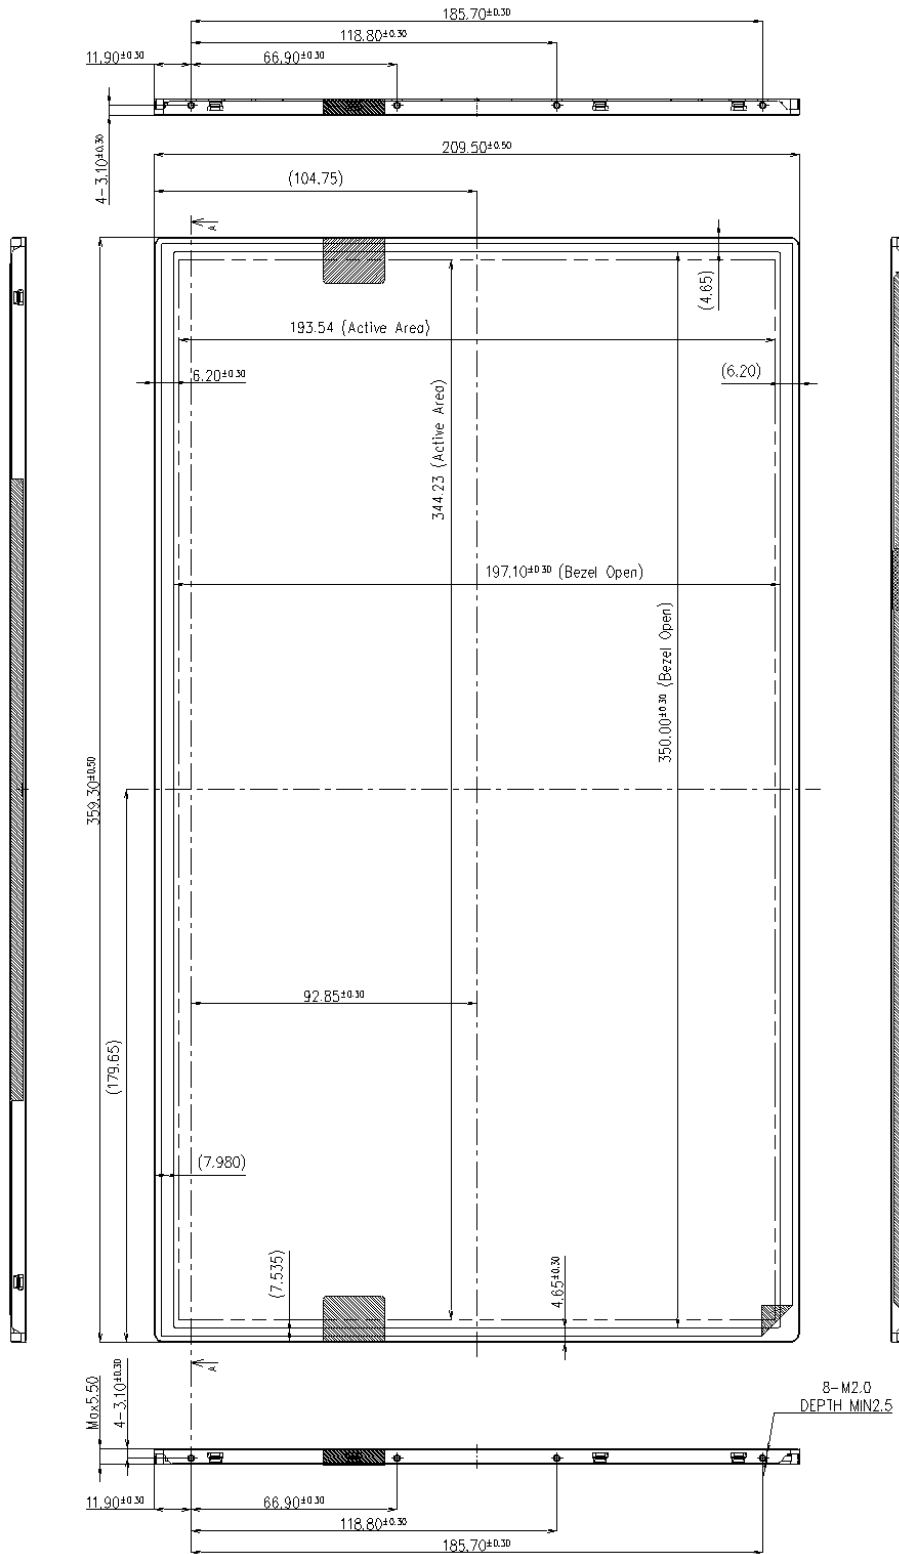 185.70±0.30
118.80±0.30
11.90±0.30
66.90±0.30
4-3.10±0.30
209.50±0.50
(104.75)
A
(4.65)
193.54 (Active Area)
6.20±0.30
(6.20)
344.23 (Active Area)
197.10±0.30 (Bezel Open)
350.00±0.30 (Bezel Open)
359.30±0.50
92.85±0.30
(179.65)
(7.980)
(7.535)
4.65±0.30
A
Max5.50
4-3.10±0.30
8-M2.0
DEPTH MIN2.5
11.90±0.30
66.90±0.30
118.80±0.30
185.70±0.30